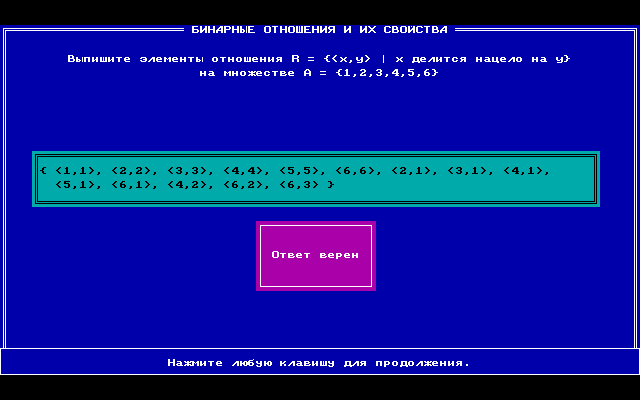 БИНАРНЫЕ ОТНОШЕНИЯ И ИХ СВОЙСТВА
Выпишите элементы отношения R = {<x,y> | x делится нацело на y}
на множестве A = {1,2,3,4,5,6}
{ <1,1>, <2,2>, <3,3>, <4,4>, <5,5>, <6,6>, <2,1>, <3,1>, <4,1>,
<5,1>, <6,1>, <4,2>, <6,2>, <6,3> }
Ответ верен
Нажмите любую клавишу для продолжения.